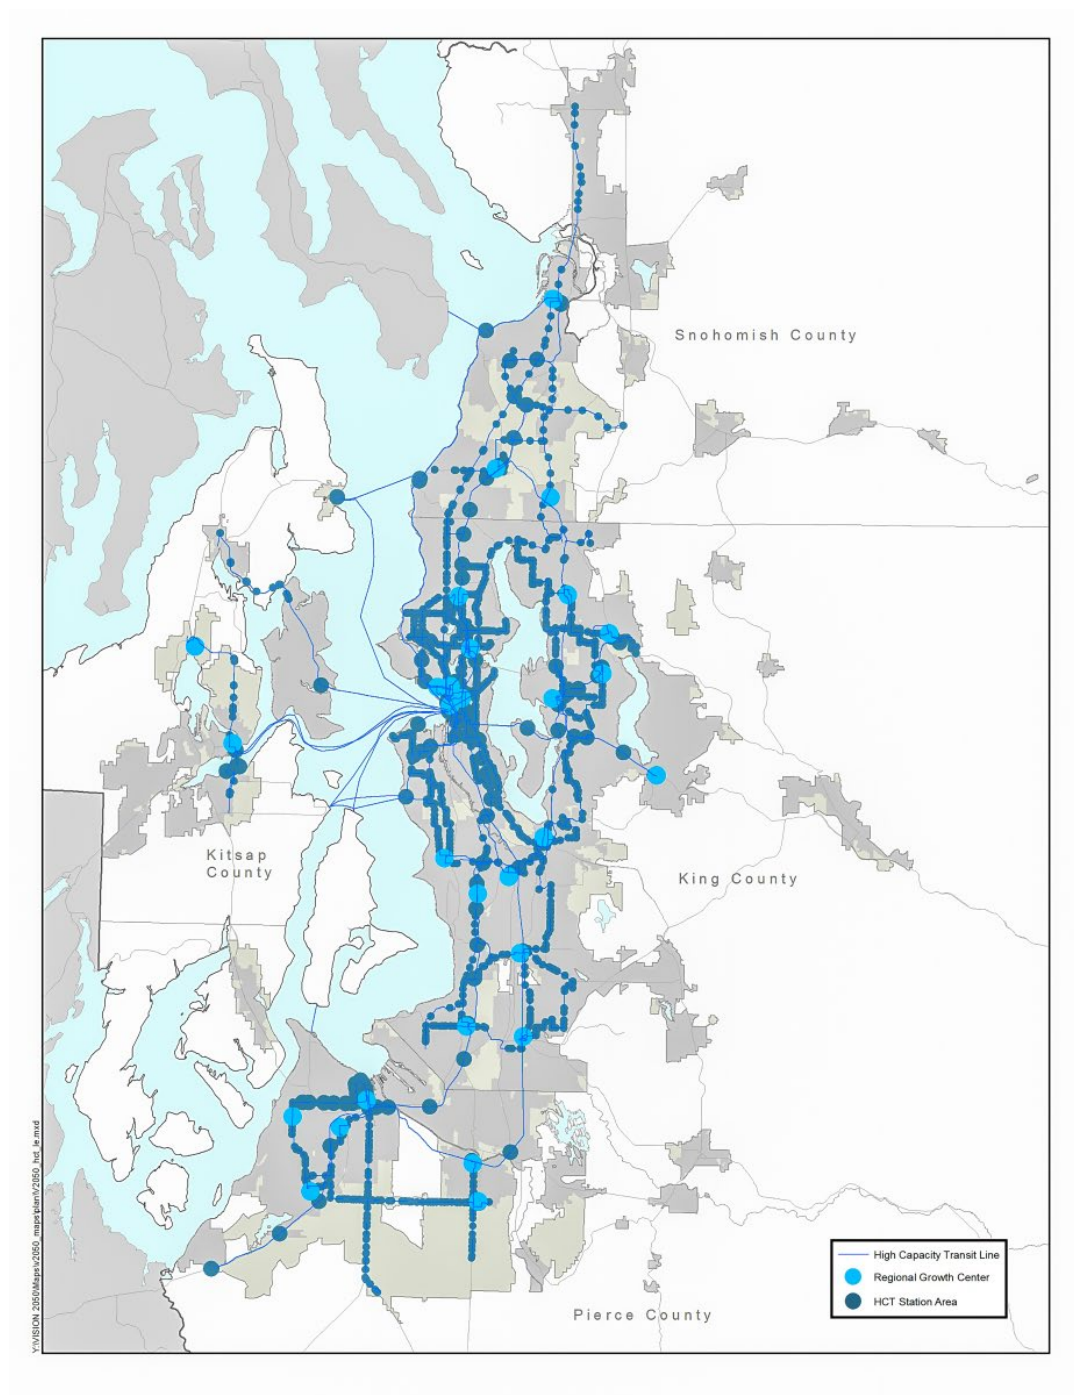 Snohomish County
Kitsap
County
King County
Pierce County
High Capacity Transit Line
Regional Growth Center
HCT Station Area
Y:\VISION 2050\Maps\v2050_maps\plan\V2050_hct_le.mxd